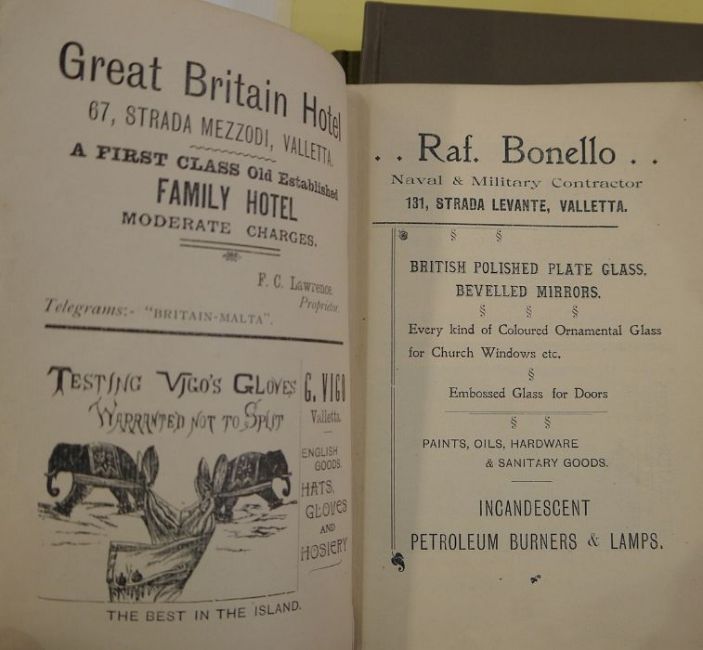 Great Britain Hotel
67, STRADA MEZZODI, VALLETTA.
A FIRST CLASS Old Established
FAMILY HOTEL
MODERATE CHARGES.
F. C. Lawrence.
Proprietor.
Telegrams:- "BRITAIN-MALTA".
TESTING VIGO'S GLOVES
WARRANTED NOT TO SPLIT
G. VIGO
Valletta.
ENGLISH
GOODS.
HATS,
GLOVES
AND
HOSIERY
THE BEST IN THE ISLAND.
. . Raf. Bonello . .
Naval & Military Contractor
131, STRADA LEVANTE, VALLETTA.
§ §
BRITISH POLISHED PLATE GLASS.
BEVELLED MIRRORS.
§ § §
Every kind of Coloured Ornamental Glass
for Church Windows etc.
§
Embossed Glass for Doors
§ §
PAINTS, OILS, HARDWARE
& SANITARY GOODS.
INCANDESCENT
PETROLEUM BURNERS & LAMPS.